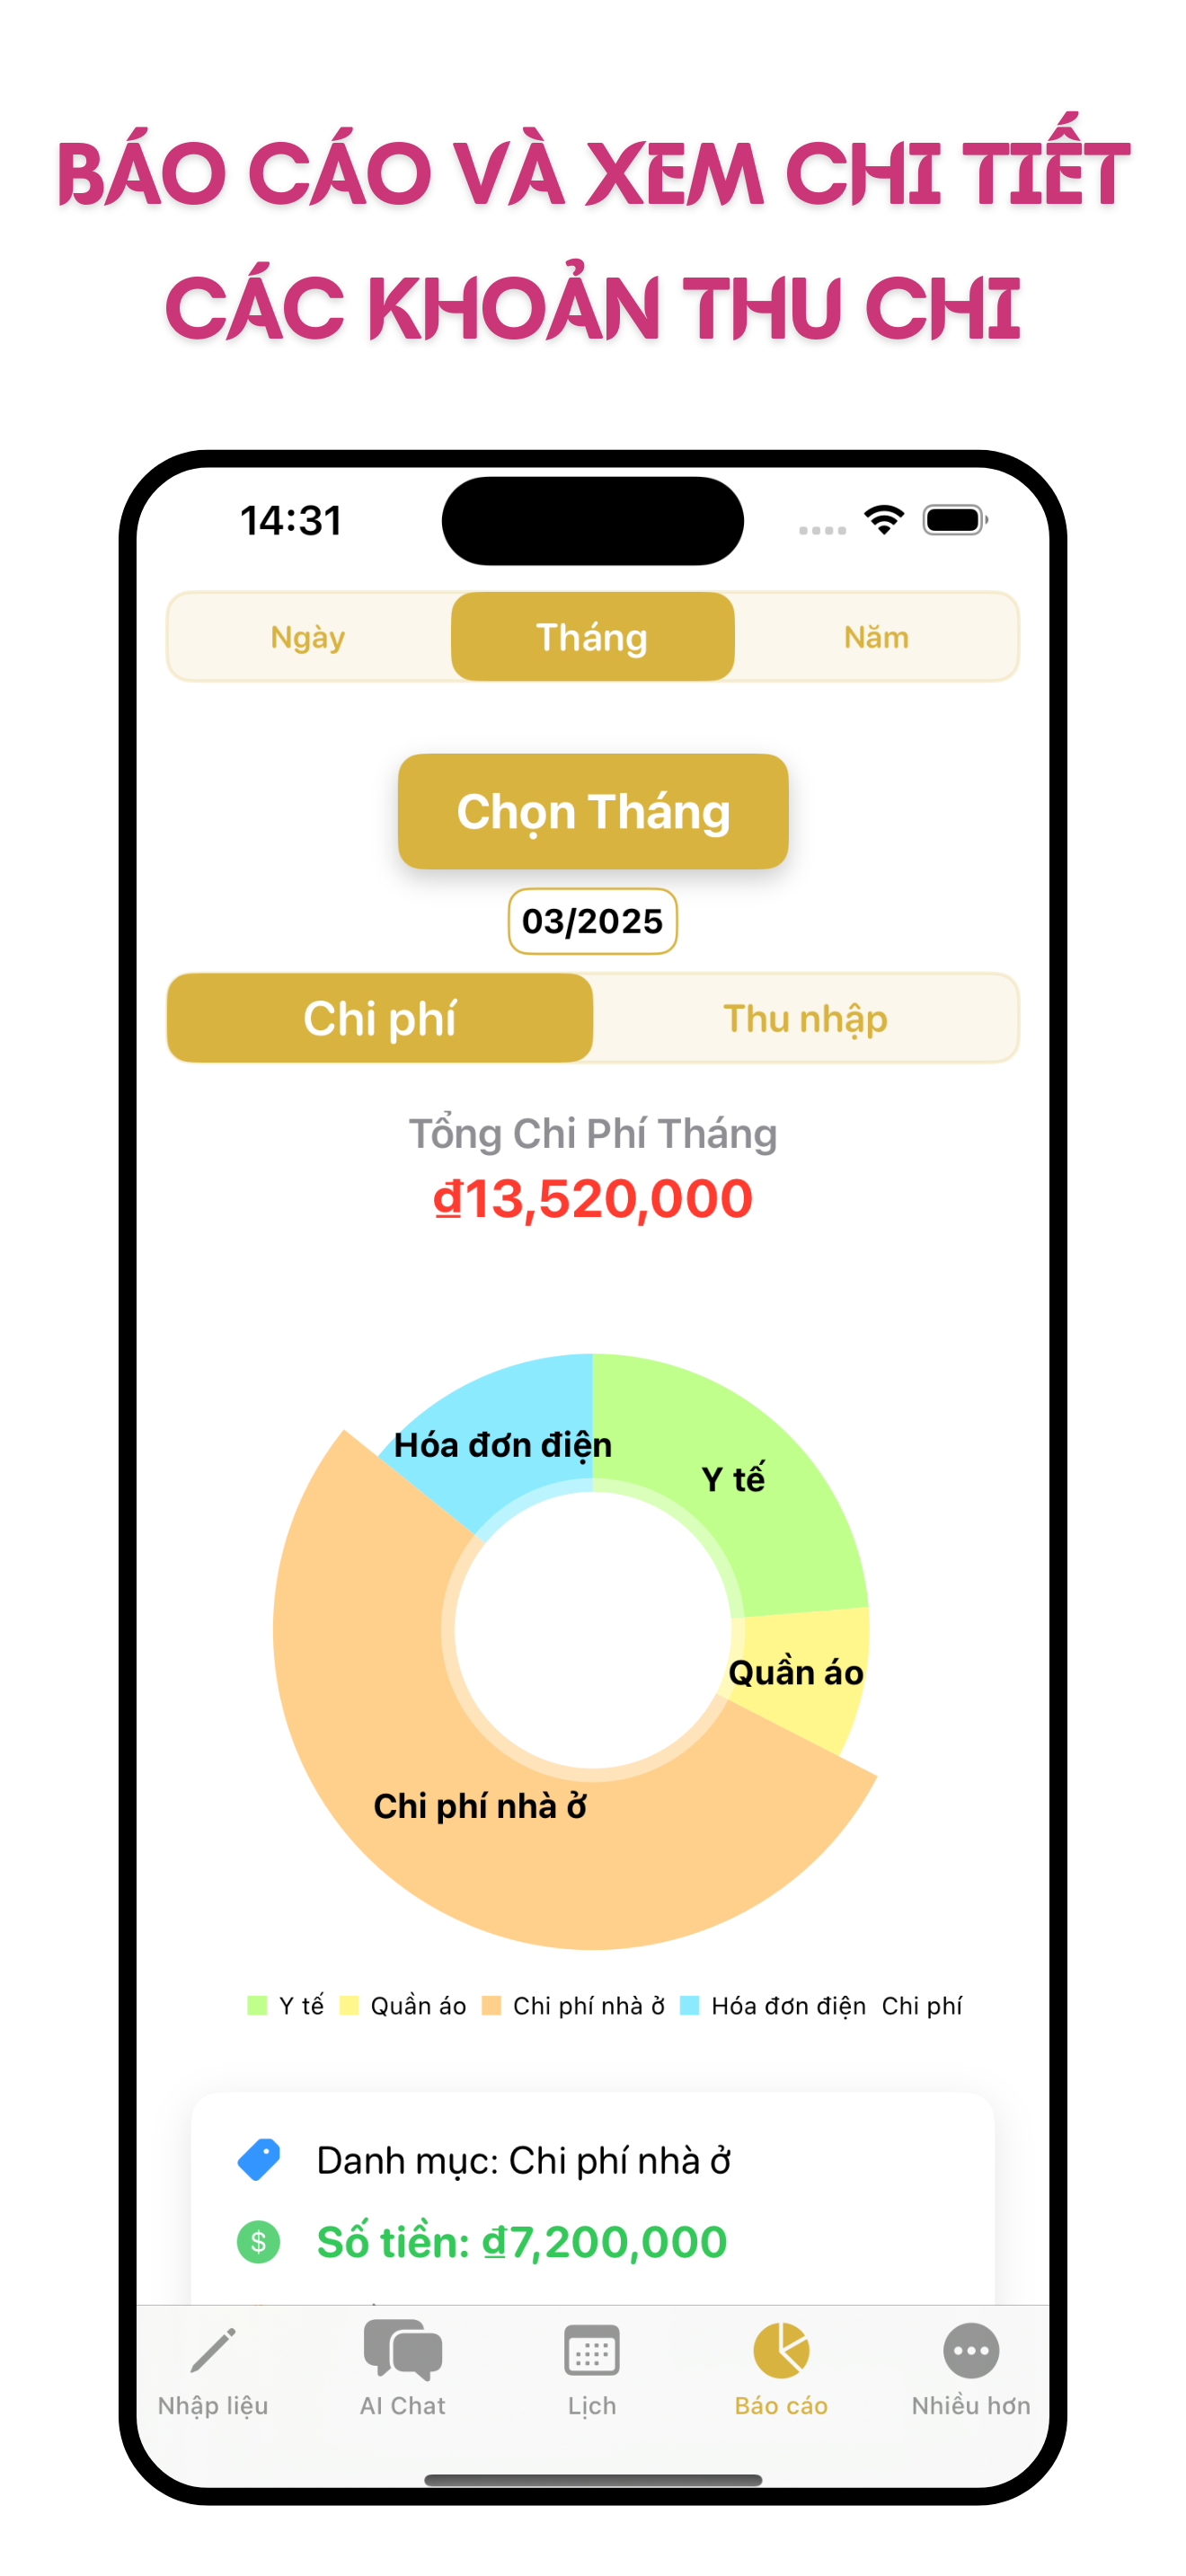 BÁO CÁO VÀ XEM CHI TIẾT
CÁC KHOẢN THU CHI
14:31
Ngày Tháng Năm
Chọn Tháng
03/2025
Chi phí Thu nhập
Tổng Chi Phí Tháng
₫13,520,000
Hóa đơn điện
Y tế
Quần áo
Chi phí nhà ở
Y tế Quần áo Chi phí nhà ở Hóa đơn điện Chi phí
Danh mục: Chi phí nhà ở
$ Số tiền: ₫7,200,000
Nhập liệu AI Chat Lịch Báo cáo Nhiều hơn